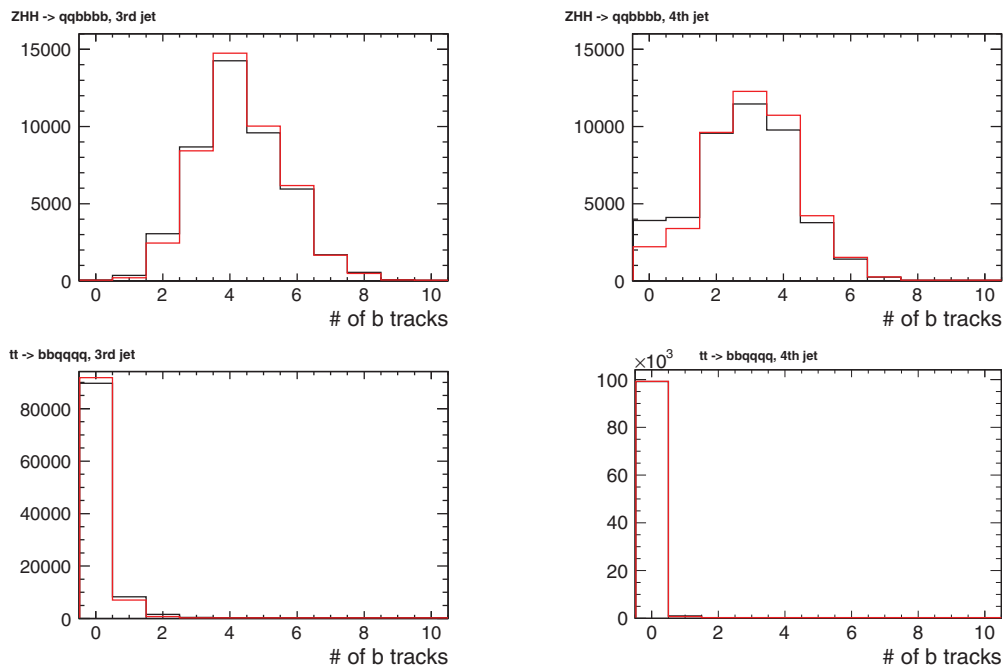 ZHH -> qqbbbb, 3rd jet
15000
10000
5000
0
0 2 4 6 8 10
# of b tracks
ZHH -> qqbbbb, 4th jet
15000
10000
5000
0
0 2 4 6 8 10
# of b tracks
tt -> bbqqqq, 3rd jet
80000
60000
40000
20000
0
0 2 4 6 8 10
# of b tracks
×10³ tt -> bbqqqq, 4th jet
100
80
60
40
20
0
0 2 4 6 8 10
# of b tracks